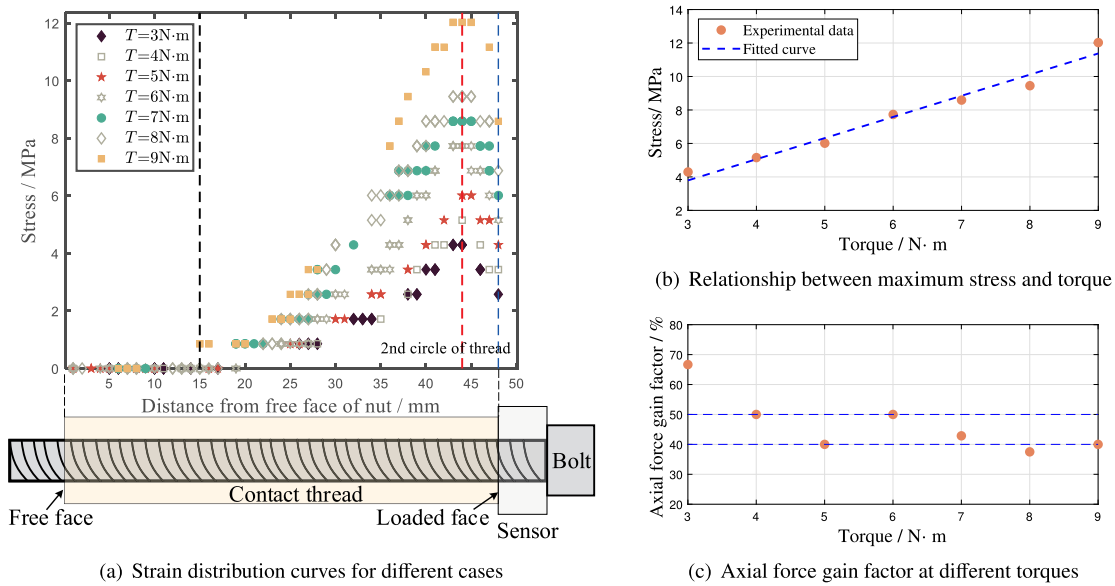 12
10
8
6
4
2
0
Stress / MPa
T=3N·m
T=4N·m
T=5N·m
T=6N·m
T=7N·m
T=8N·m
T=9N·m
2nd circle of thread
0 5 10 15 20 25 30 35 40 45 50
Distance from free face of nut / mm
Bolt
Contact thread
Free face
Loaded face
Sensor
(a) Strain distribution curves for different cases
14
12
10
8
6
4
2
Stress/ MPa
Experimental data
Fitted curve
3 4 5 6 7 8 9
Torque / N· m
(b) Relationship between maximum stress and torque
80
70
60
50
40
30
20
Axial force gain factor / %
3 4 5 6 7 8 9
Torque / N· m
(c) Axial force gain factor at different torques